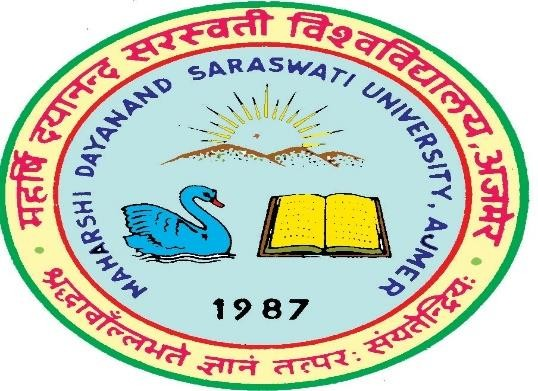 महर्षि दयानन्द सरस्वती विश्वविद्यालय, अजमेर
MAHARSHI DAYANAND SARASWATI UNIVERSITY, AJMER
1987
श्रद्धावाँल्लभते ज्ञानं तत्परः संयतेन्द्रियः